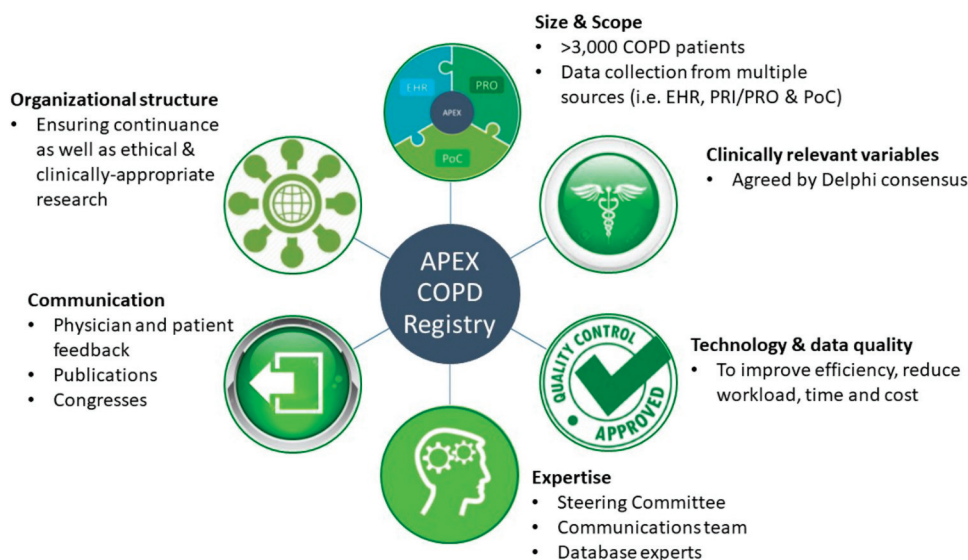 Size & Scope
• >3,000 COPD patients
• Data collection from multiple
sources (i.e. EHR, PRI/PRO & PoC)
EHR
PRO
APEX
PoC
Organizational structure
• Ensuring continuance
as well as ethical &
clinically-appropriate
research
Clinically relevant variables
• Agreed by Delphi consensus
APEX
COPD
Registry
Communication
• Physician and patient
feedback
• Publications
• Congresses
QUALITY CONTROL
APPROVED
Technology & data quality
• To improve efficiency, reduce
workload, time and cost
Expertise
• Steering Committee
• Communications team
• Database experts